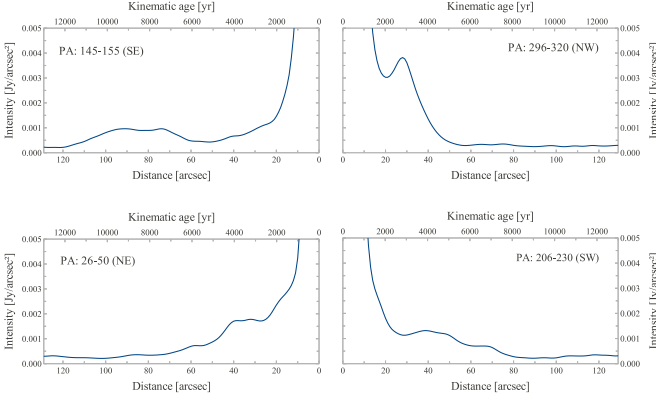 Kinematic age [yr] Kinematic age [yr]
12000 10000 8000 6000 4000 2000 0 0 2000 4000 6000 8000 10000 12000
0.005 0.005
0.004 PA: 145-155 (SE) PA: 296-320 (NW) 0.004
0.003 0.003
0.002 0.002
0.001 0.001
0.000 0.000
Intensity [Jy/arcsec²] Intensity [Jy/arcsec²]
120 100 80 60 40 20 0 0 20 40 60 80 100 120
Distance [arcsec] Distance [arcsec]
Kinematic age [yr] Kinematic age [yr]
12000 10000 8000 6000 4000 2000 0 0 2000 4000 6000 8000 10000 12000
0.005 0.005
0.004 PA: 26-50 (NE) PA: 206-230 (SW) 0.004
0.003 0.003
0.002 0.002
0.001 0.001
0.000 0.000
Intensity [Jy/arcsec²] Intensity [Jy/arcsec²]
120 100 80 60 40 20 0 0 20 40 60 80 100 120
Distance [arcsec] Distance [arcsec]